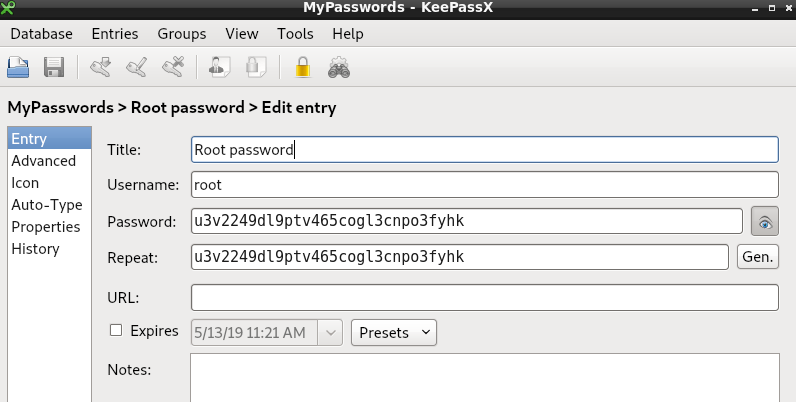 MyPasswords - KeePassX
Database Entries Groups View Tools Help
MyPasswords > Root password > Edit entry
Entry
Advanced
Icon
Auto-Type
Properties
History
Title: Root password
Username: root
Password: u3v2249dl9ptv465cogl3cnpo3fyhk
Repeat: u3v2249dl9ptv465cogl3cnpo3fyhk Gen.
URL:
Expires 5/13/19 11:21 AM Presets
Notes: